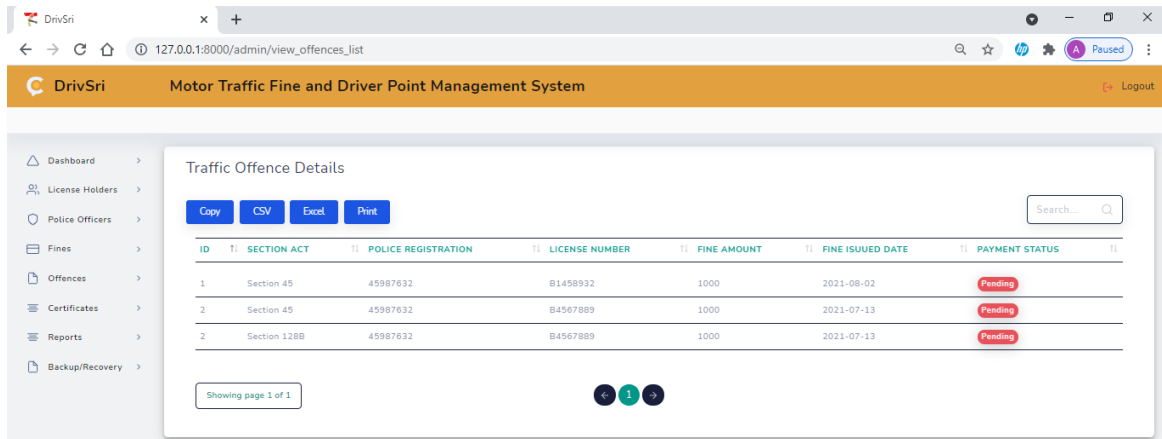 DrivSri
127.0.0.1:8000/admin/view_offences_list
A Paused
DrivSri Motor Traffic Fine and Driver Point Management System Logout
Dashboard
License Holders
Police Officers
Fines
Offences
Certificates
Reports
Backup/Recovery
Traffic Offence Details
Copy CSV Excel Print Search...
ID SECTION ACT POLICE REGISTRATION LICENSE NUMBER FINE AMOUNT FINE ISUUED DATE PAYMENT STATUS
1 Section 45 45987632 B1458932 1000 2021-08-02 Pending
2 Section 45 45987632 B4567889 1000 2021-07-13 Pending
2 Section 128B 45987632 B4567889 1000 2021-07-13 Pending
Showing page 1 of 1 1